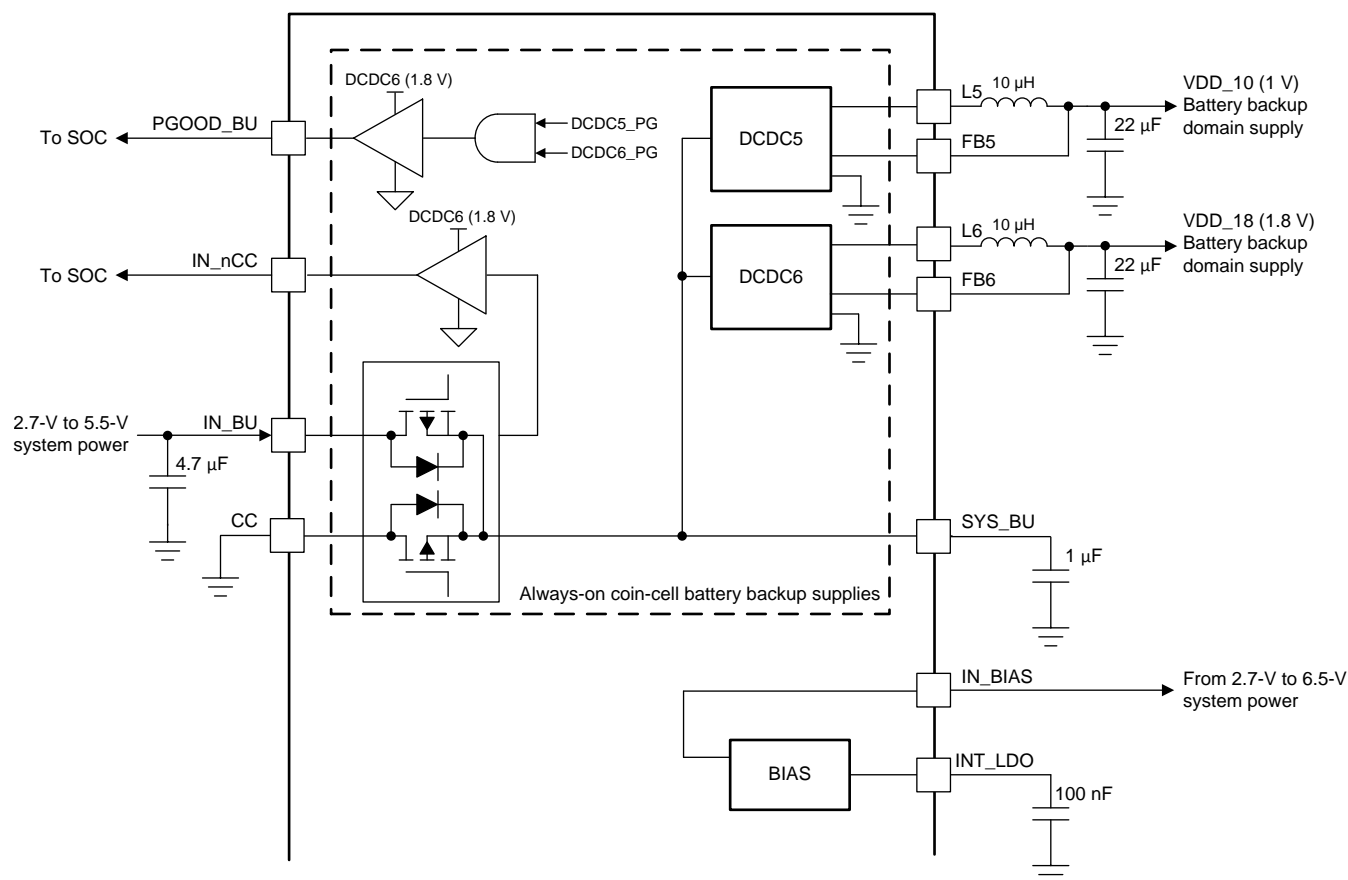 DCDC6 (1.8 V)
PGOOD_BU
To SOC
DCDC5_PG
DCDC6_PG
DCDC6 (1.8 V)
IN_nCC
To SOC
2.7-V to 5.5-V
system power
IN_BU
4.7 µF
CC
Always-on coin-cell battery backup supplies
DCDC5
L5
10 µH
FB5
22 µF
VDD_10 (1 V)
Battery backup
domain supply
DCDC6
L6
10 µH
FB6
22 µF
VDD_18 (1.8 V)
Battery backup
domain supply
SYS_BU
1 µF
IN_BIAS
From 2.7-V to 6.5-V
system power
BIAS
INT_LDO
100 nF